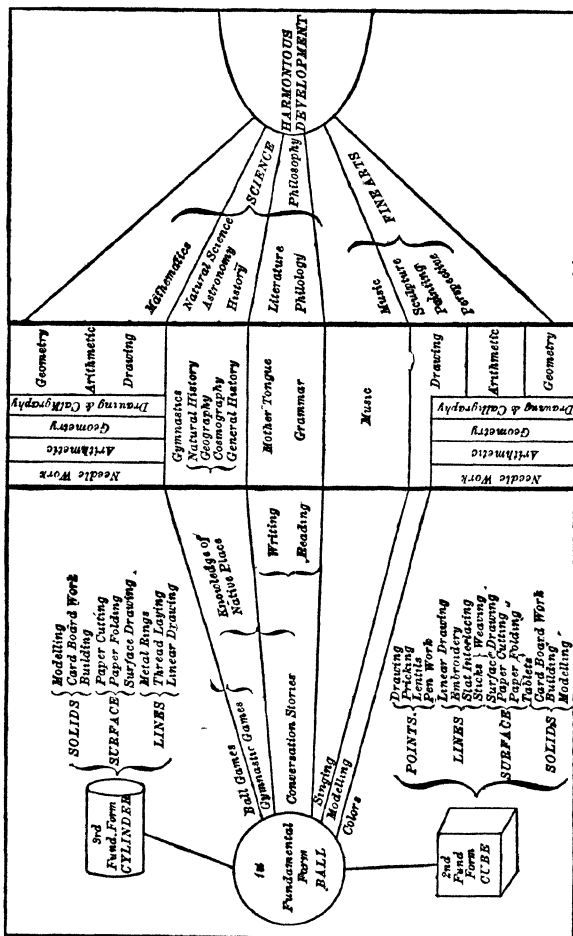 HARMONIOUS
DEVELOPMENT
SCIENCE
Philosophy
FINE ARTS
Mathematics
Natural Science
Astronomy
History
Literature
Philology
Music
Sculpture
Painting
Perspective
Geometry
Arithmetic
Drawing
Drawing & Calligraphy
Geometry
Arithmetic
Needle Work
Gymnastics
Natural History
Geography
Cosmography
General History
Mother Tongue
Grammar
Music
Drawing
Arithmetic
Geometry
Drawing & Calligraphy
Geometry
Arithmetic
Needle Work
Knowledge of
Native Place
Writing
Reading
Ball Games
Gymnastic Games
Conversation Stories
Singing
Modelling
Colors
SOLIDS
Modelling
Card Board Work
Building
SURFACE
Paper Cutting
Paper Folding
Surface Drawing
LINES
Metal Rings
Thread Laying
Linear Drawing
POINTS.
Drawing
Pricking
Lentils
Pen Work
LINES
Linear Drawing
Embroidery
Slat Interlacing
Sticks Weaving
SURFACE
Surface Drawing
Paper Cutting
Paper Folding
Tablets
SOLIDS
Card Board Work
Building
Modelling
3rd
Fund. Form
CYLINDER
1st
Fundamental
Form
BALL
2nd
Fund
Form
CUBE